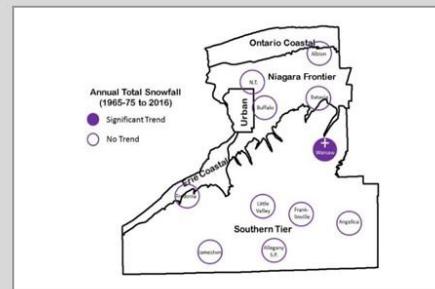 Ontario Coastal
Albion
Niagara Frontier
Annual Total Snowfall
(1965-75 to 2016)
Significant Trend
No Trend
N.T.
Buffalo
Batavia
Urban
+
Warsaw
Erie Coastal
Fredonia
Little
Valley
Frank-
linville
Angelica
Southern Tier
Jamestown
Allegany
S.P.